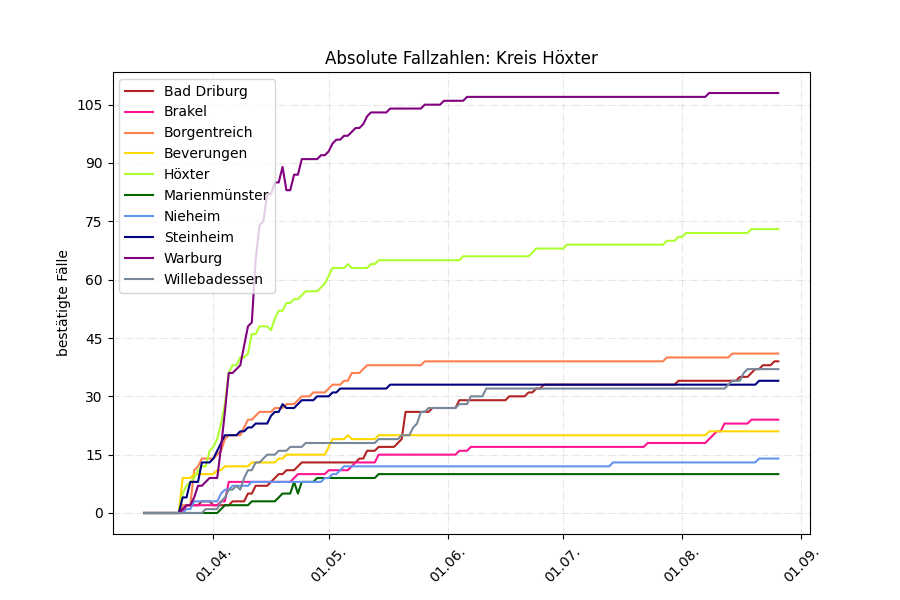 Absolute Fallzahlen: Kreis Höxter
bestätigte Fälle
105
90
75
60
45
30
15
0
Bad Driburg
Brakel
Borgentreich
Beverungen
Höxter
Marienmünster
Nieheim
Steinheim
Warburg
Willebadessen
01.04.
01.05.
01.06.
01.07.
01.08.
01.09.